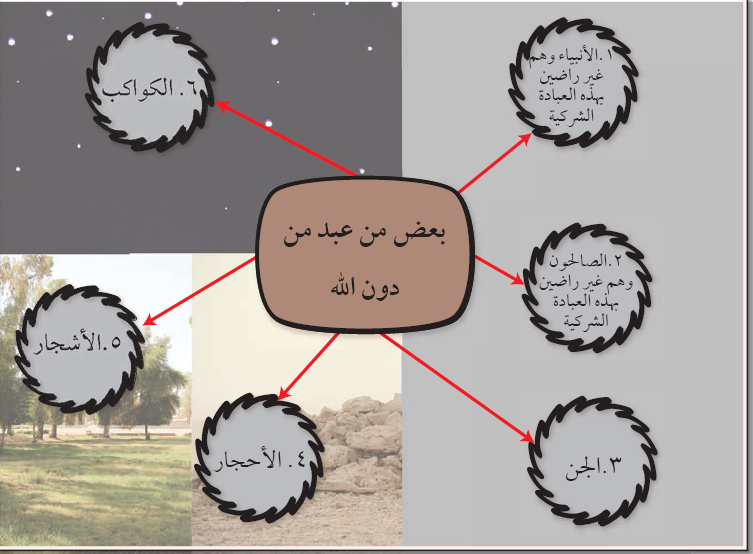 بعض من عبد من
دون الله
١.الأنبياء وهم
غير راضين
بهذه العبادة
الشركية
٢.الصالحون
وهم غير راضين
بهذه العبادة
الشركية
٣.الجن
٤. الأحجار
٥.الأشجار
٦. الكواكب